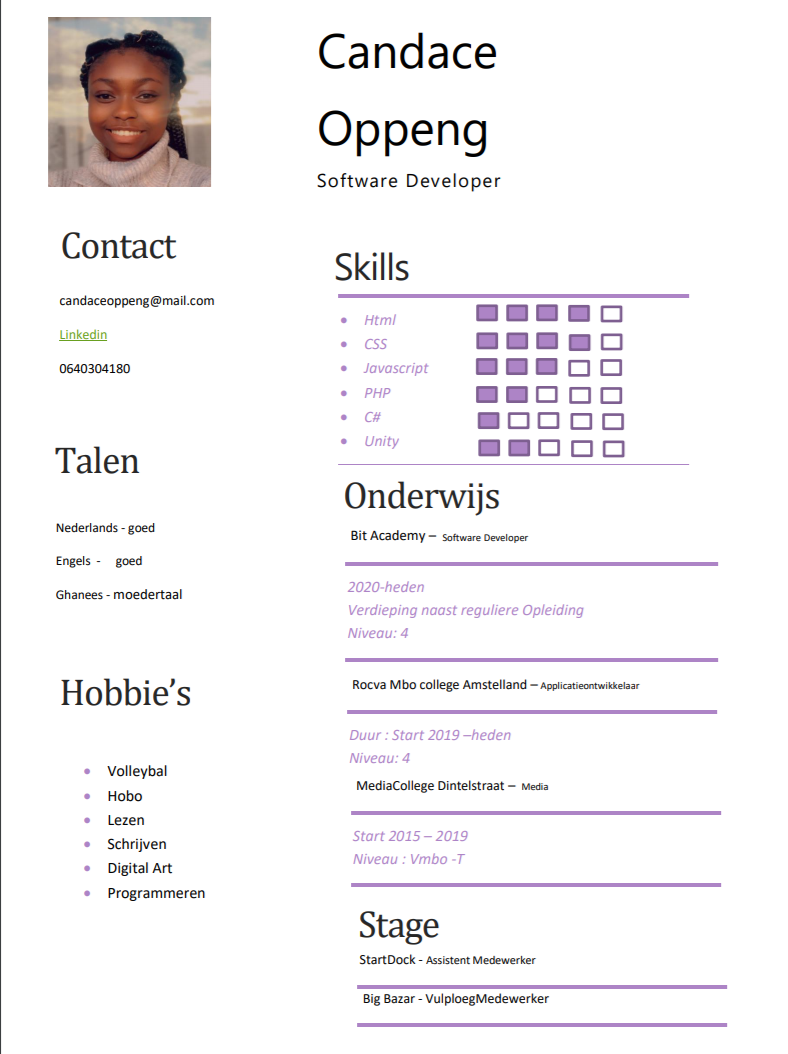 Candace
Oppeng
Software Developer
Contact
candaceoppeng@mail.com
Linkedin
0640304180
Talen
Nederlands - goed
Engels - goed
Ghanees - moedertaal
Hobbie’s
Volleybal
Hobo
Lezen
Schrijven
Digital Art
Programmeren
Skills
Html
CSS
Javascript
PHP
C#
Unity
Onderwijs
Bit Academy – Software Developer
2020-heden
Verdieping naast reguliere Opleiding
Niveau: 4
Rocva Mbo college Amstelland – Applicatieontwikkelaar
Duur : Start 2019 –heden
Niveau: 4
MediaCollege Dintelstraat – Media
Start 2015 – 2019
Niveau : Vmbo -T
Stage
StartDock - Assistent Medewerker
Big Bazar - VulploegMedewerker